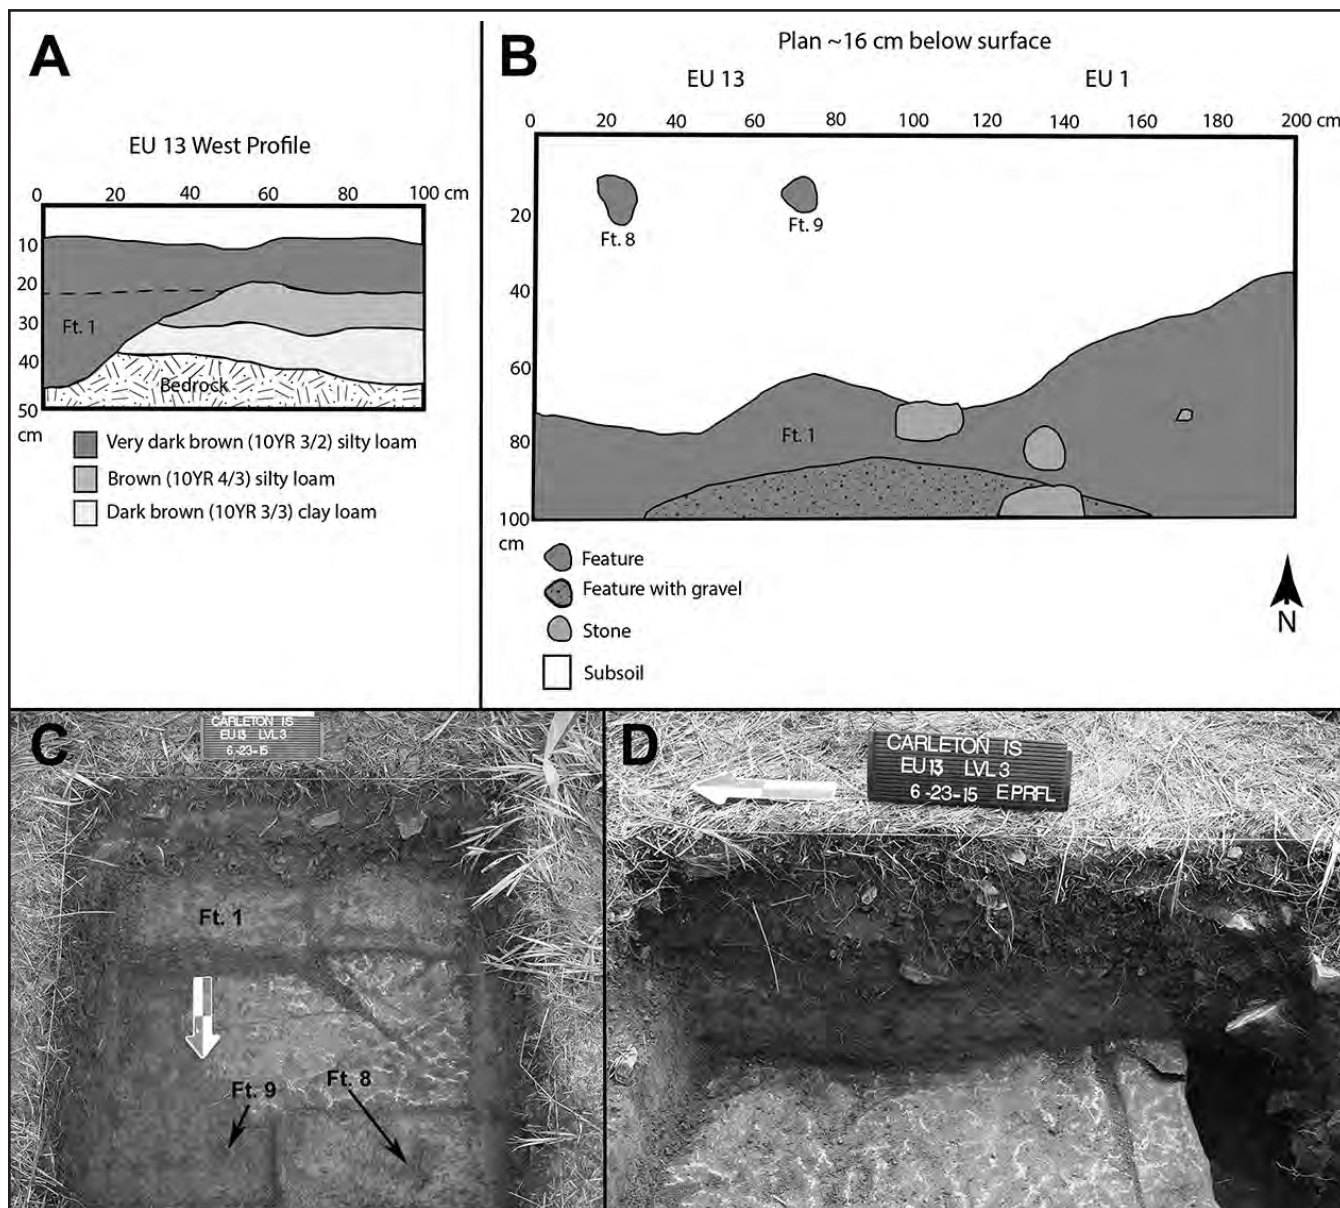 A
EU 13 West Profile
0 20 40 60 80 100 cm
10
20
30
40
50
cm
Ft. 1
Bedrock
Very dark brown (10YR 3/2) silty loam
Brown (10YR 4/3) silty loam
Dark brown (10YR 3/3) clay loam
B
Plan ~16 cm below surface
EU 13 EU 1
0 20 40 60 80 100 120 140 160 180 200 cm
20
40
60
80
100
cm
Ft. 8
Ft. 9
Ft. 1
Feature
Feature with gravel
Stone
Subsoil
N
C
CARLETON IS
EU13 LVL 3
6-23-15
Ft. 1
Ft. 9
Ft. 8
D
CARLETON IS
EU13 LVL 3
6-23-15 EPRFL